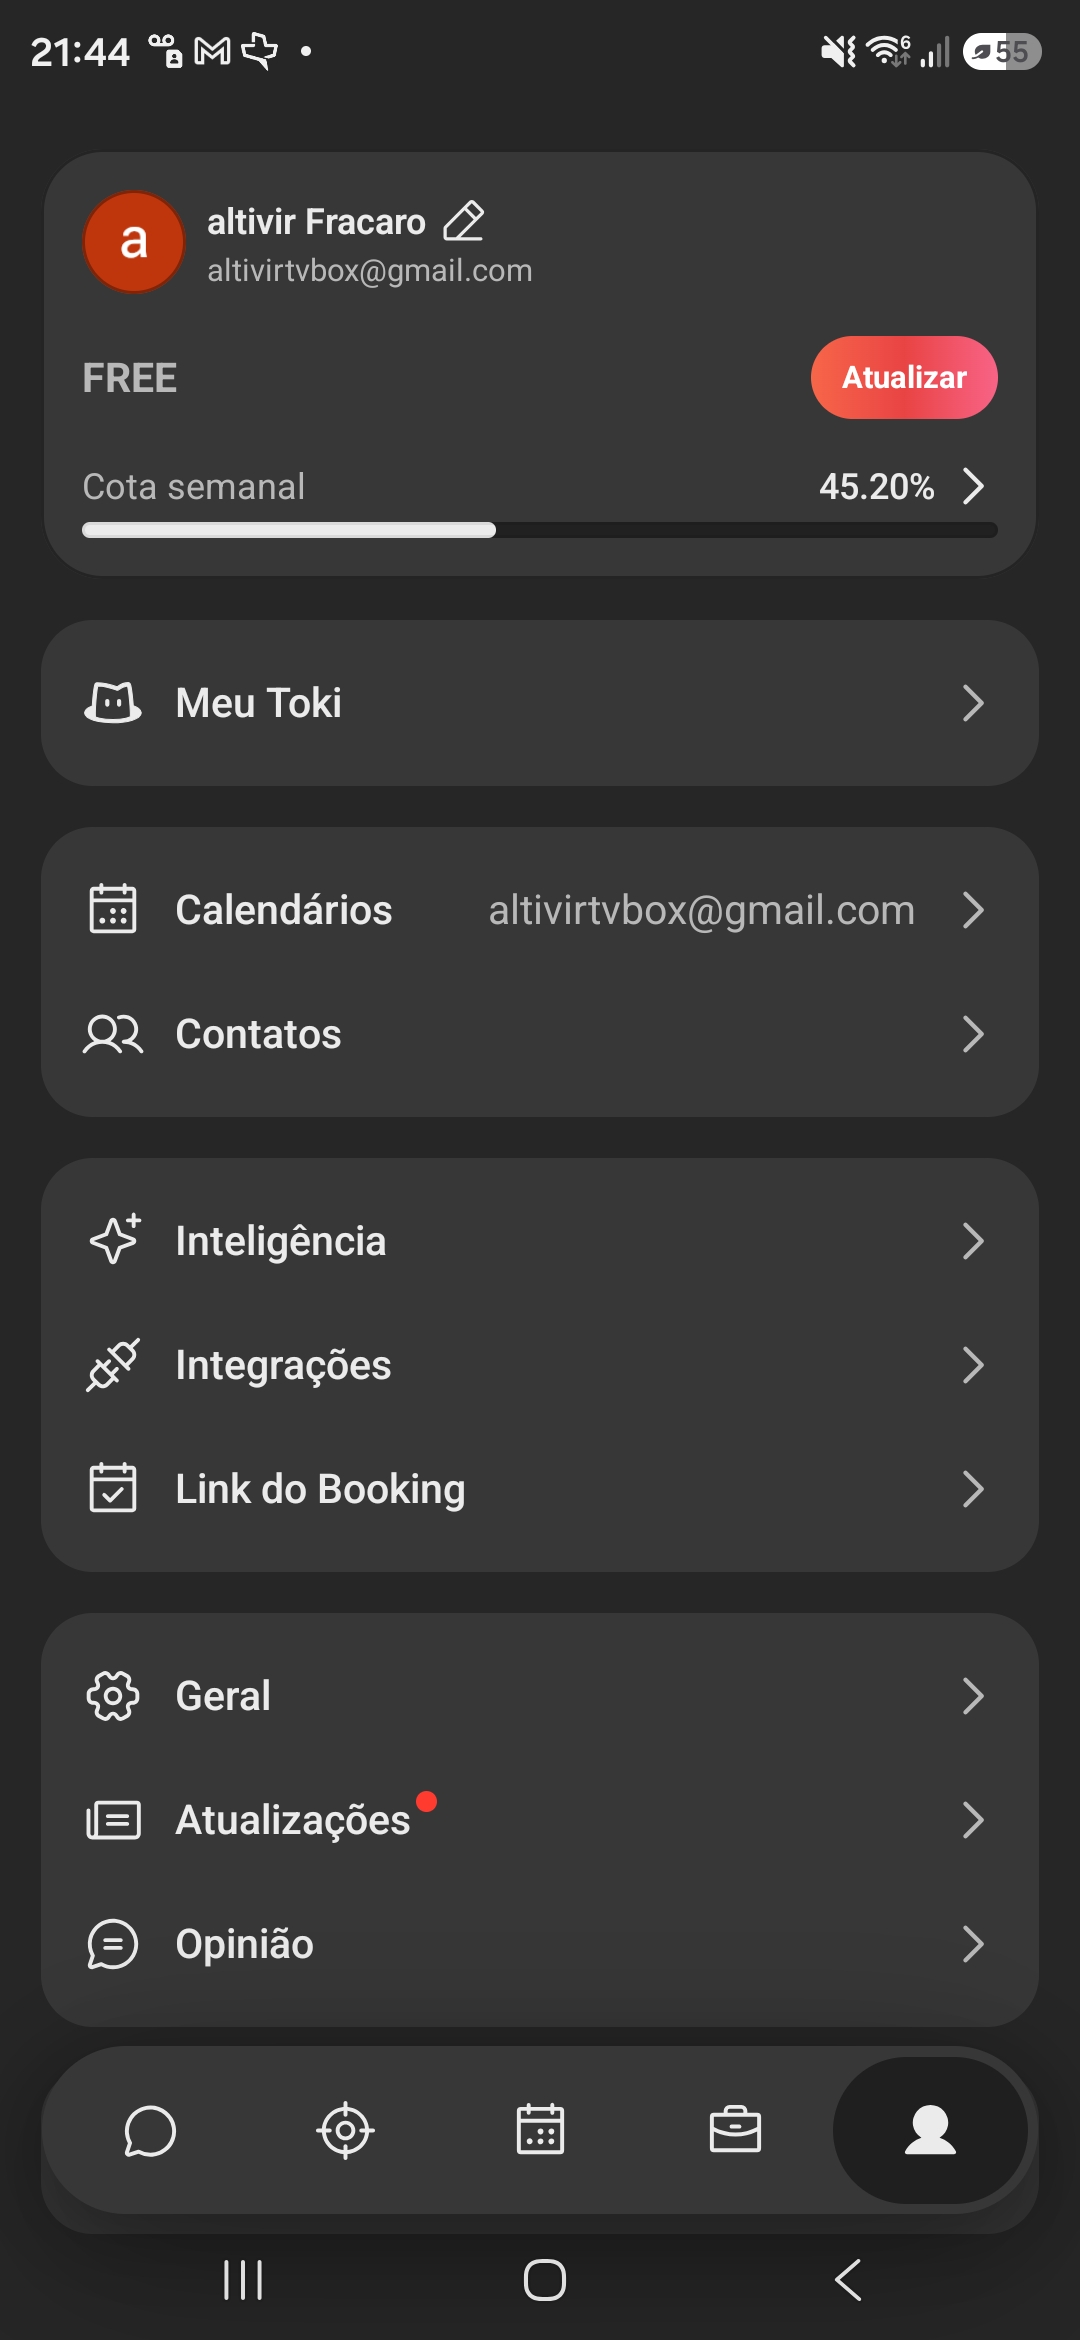 21:44
6
55
a
altivir Fracaro
altivirtvbox@gmail.com
FREE
Atualizar
Cota semanal 45.20%
Meu Toki
Calendários altivirtvbox@gmail.com
Contatos
Inteligência
Integrações
Link do Booking
Geral
Atualizações
Opinião